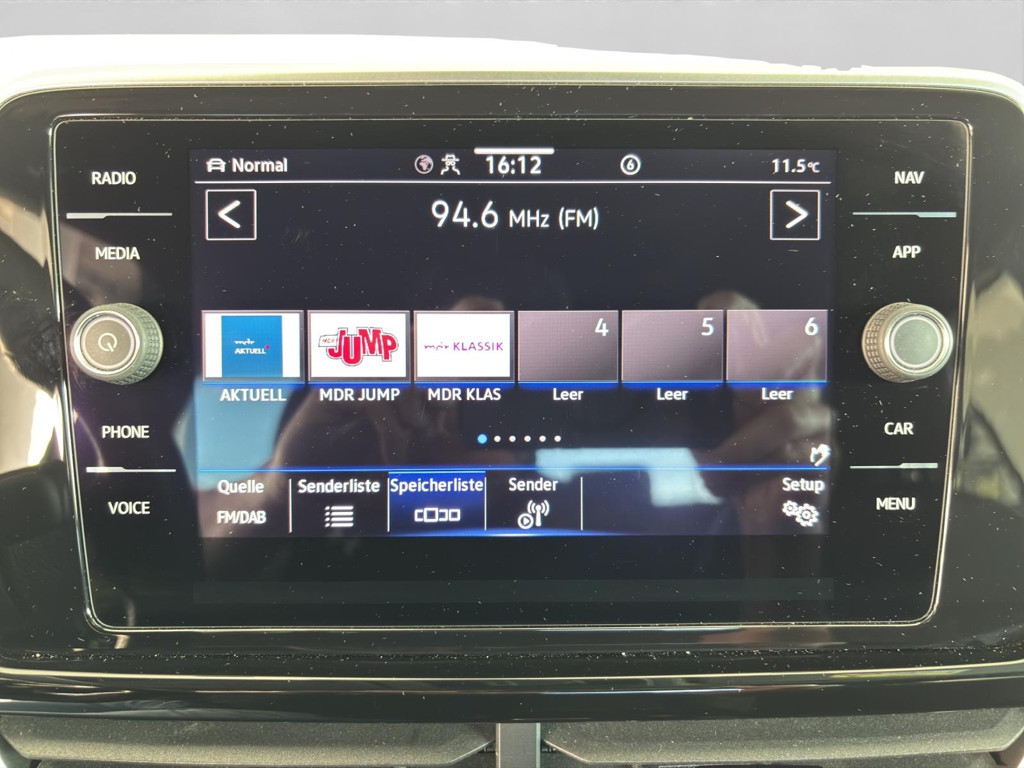 RADIO
MEDIA
PHONE
VOICE
Normal
16:12
6
11.5°C
94.6 MHz (FM)
mdr
AKTUELL
MDR
JUMP
mdr KLASSIK
4
5
6
AKTUELL
MDR JUMP
MDR KLAS
Leer
Leer
Leer
Quelle
FM/DAB
Senderliste
Speicherliste
Sender
Setup
NAV
APP
CAR
MENU